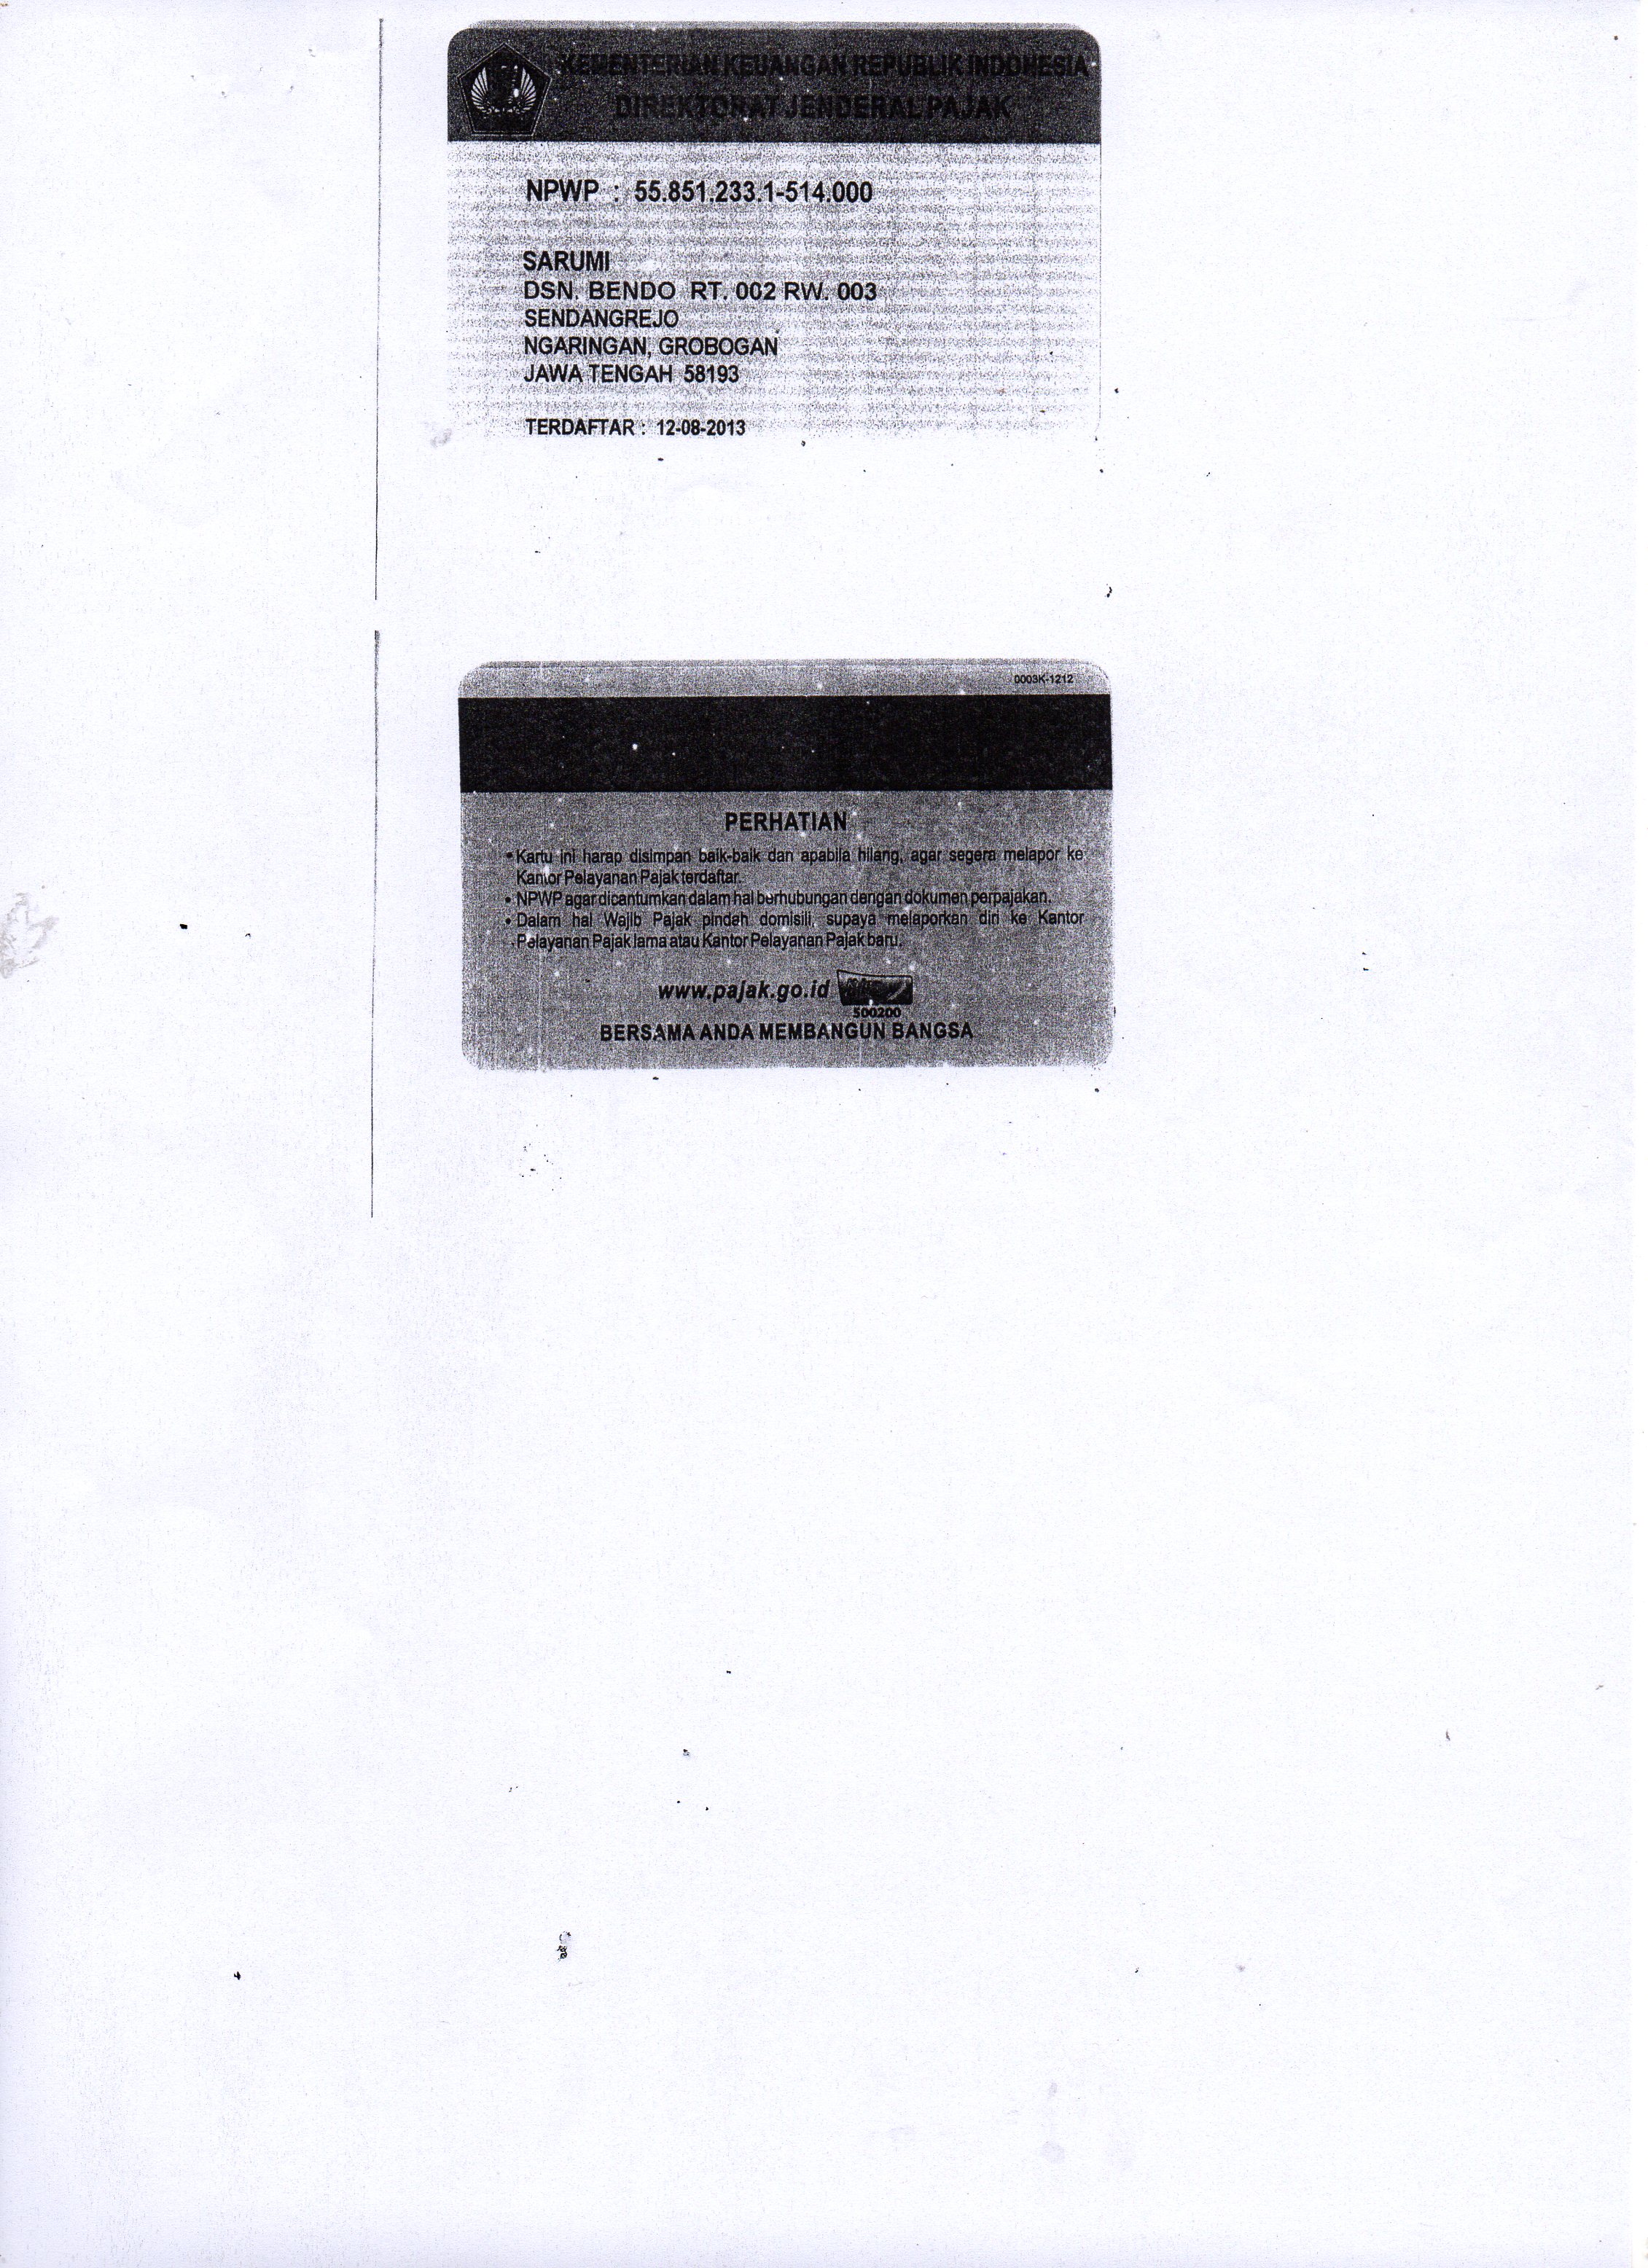 KEMENTERIAN KEUANGAN REPUBLIK INDONESIA
DIREKTORAT JENDERAL PAJAK
NPWP : 55.851.233.1-514.000
SARUMI
DSN. BENDO RT. 002 RW. 003
SENDANGREJO
NGARINGAN, GROBOGAN
JAWA TENGAH 58193
TERDAFTAR : 12-08-2013
0003K-1212
PERHATIAN
• Kartu ini harap disimpan baik-baik dan apabila hilang, agar segera melapor ke
Kantor Pelayanan Pajak terdaftar.
• NPWP agar dicantumkan dalam hal berhubungan dengan dokumen perpajakan.
• Dalam hal Wajib Pajak pindah domisili, supaya melaporkan diri ke Kantor
Pelayanan Pajak lama atau Kantor Pelayanan Pajak baru.
www.pajak.go.id
500200
BERSAMA ANDA MEMBANGUN BANGSA